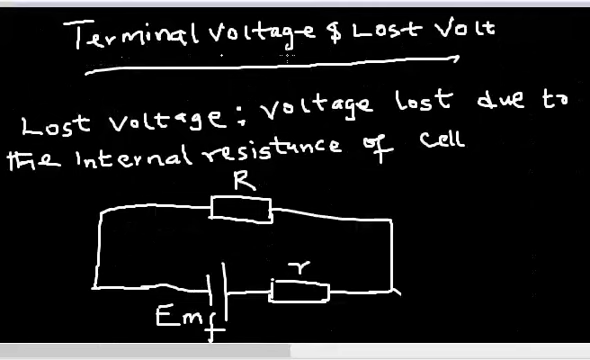 Terminal Voltage & Lost Volt
Lost Voltage: Voltage lost due to
the internal resistance of Cell
R
r
Emf